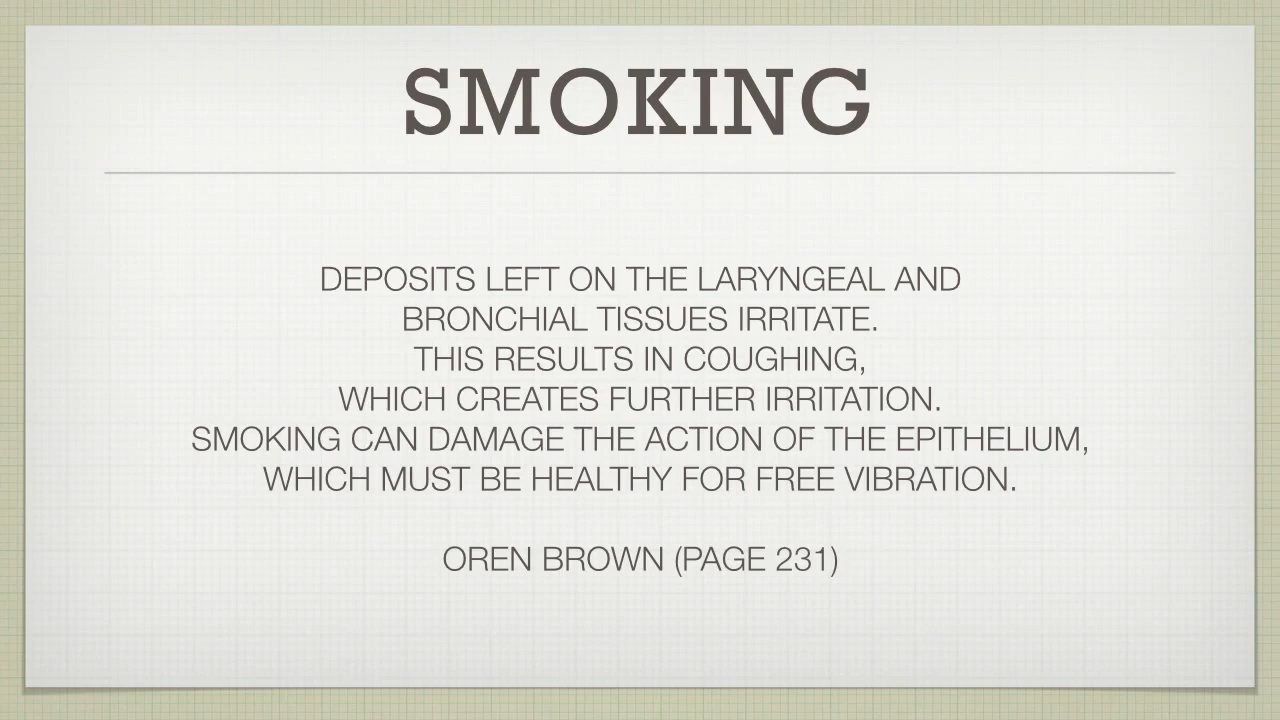 SMOKING
DEPOSITS LEFT ON THE LARYNGEAL AND
BRONCHIAL TISSUES IRRITATE.
THIS RESULTS IN COUGHING,
WHICH CREATES FURTHER IRRITATION.
SMOKING CAN DAMAGE THE ACTION OF THE EPITHELIUM,
WHICH MUST BE HEALTHY FOR FREE VIBRATION.
OREN BROWN (PAGE 231)